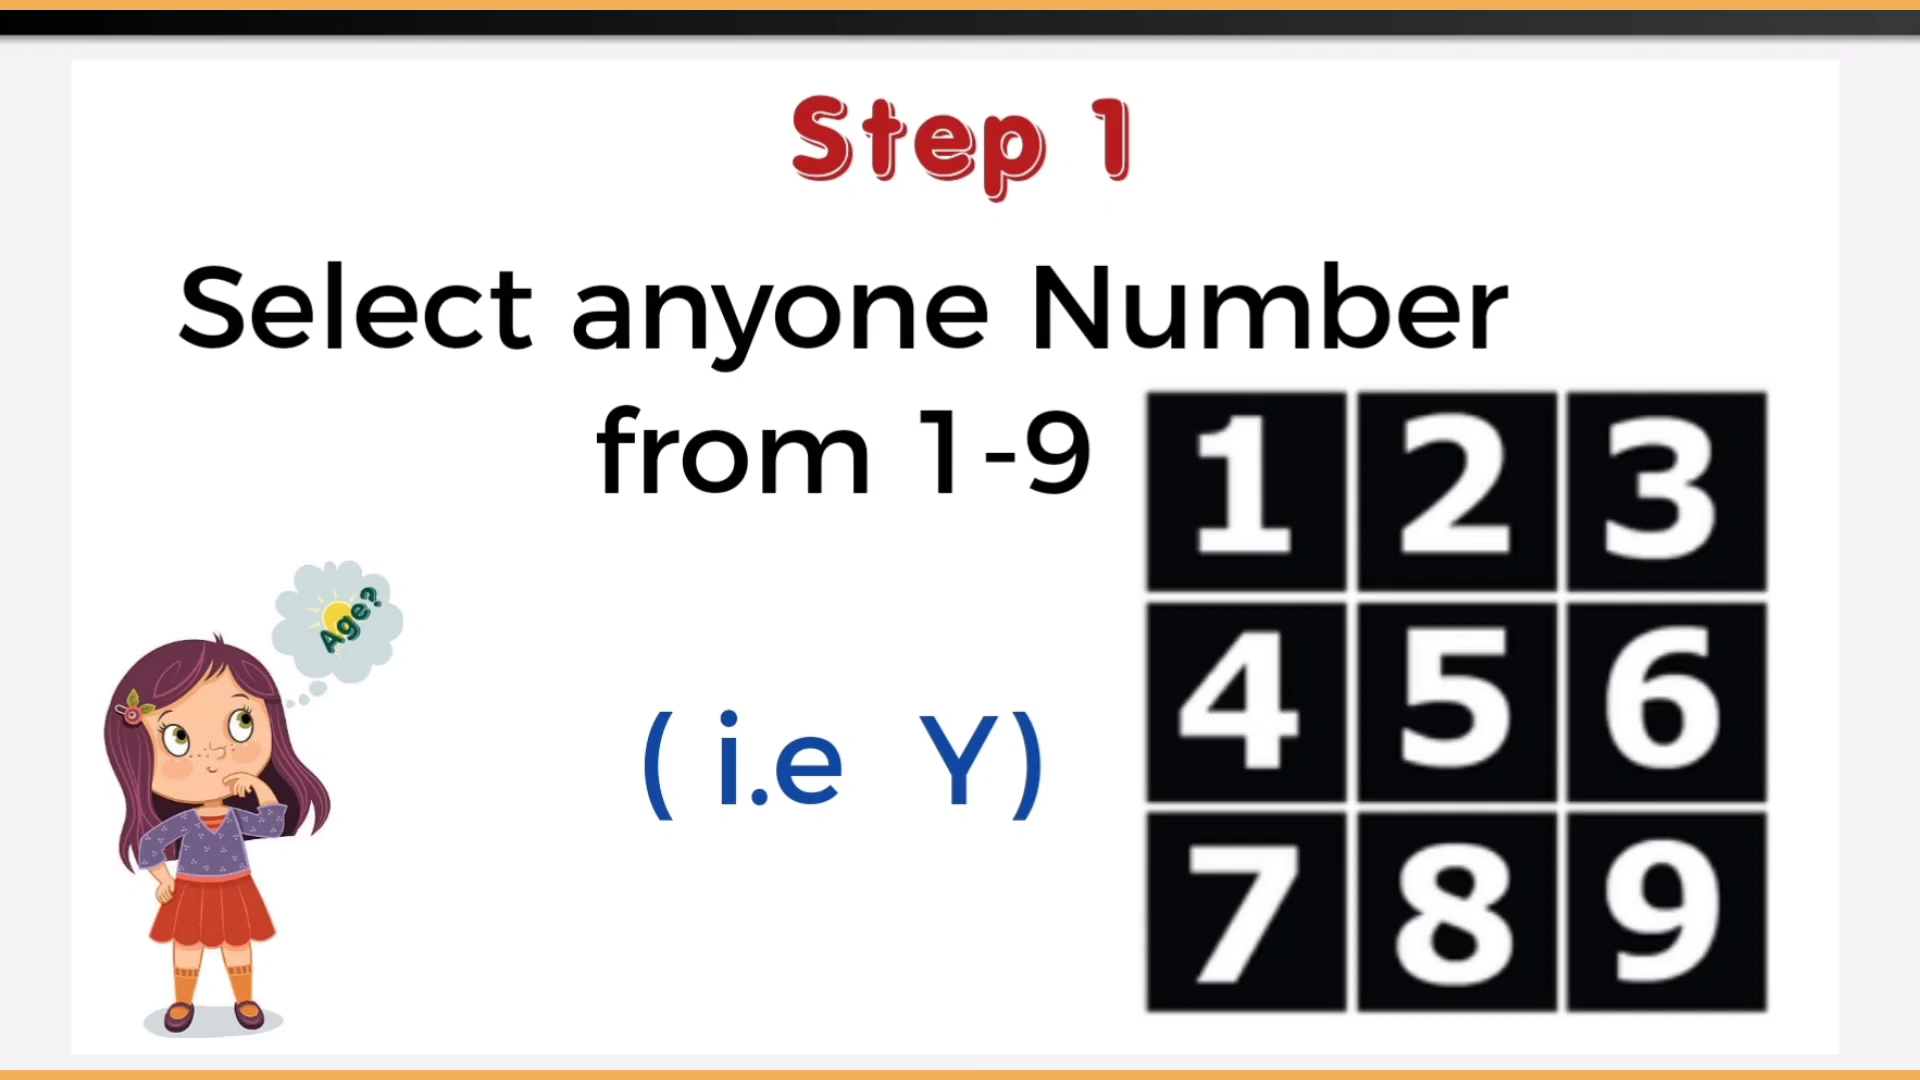 Step 1
Select anyone Number
from 1-9
1 2 3
4 5 6
7 8 9
Age?
( i.e Y)